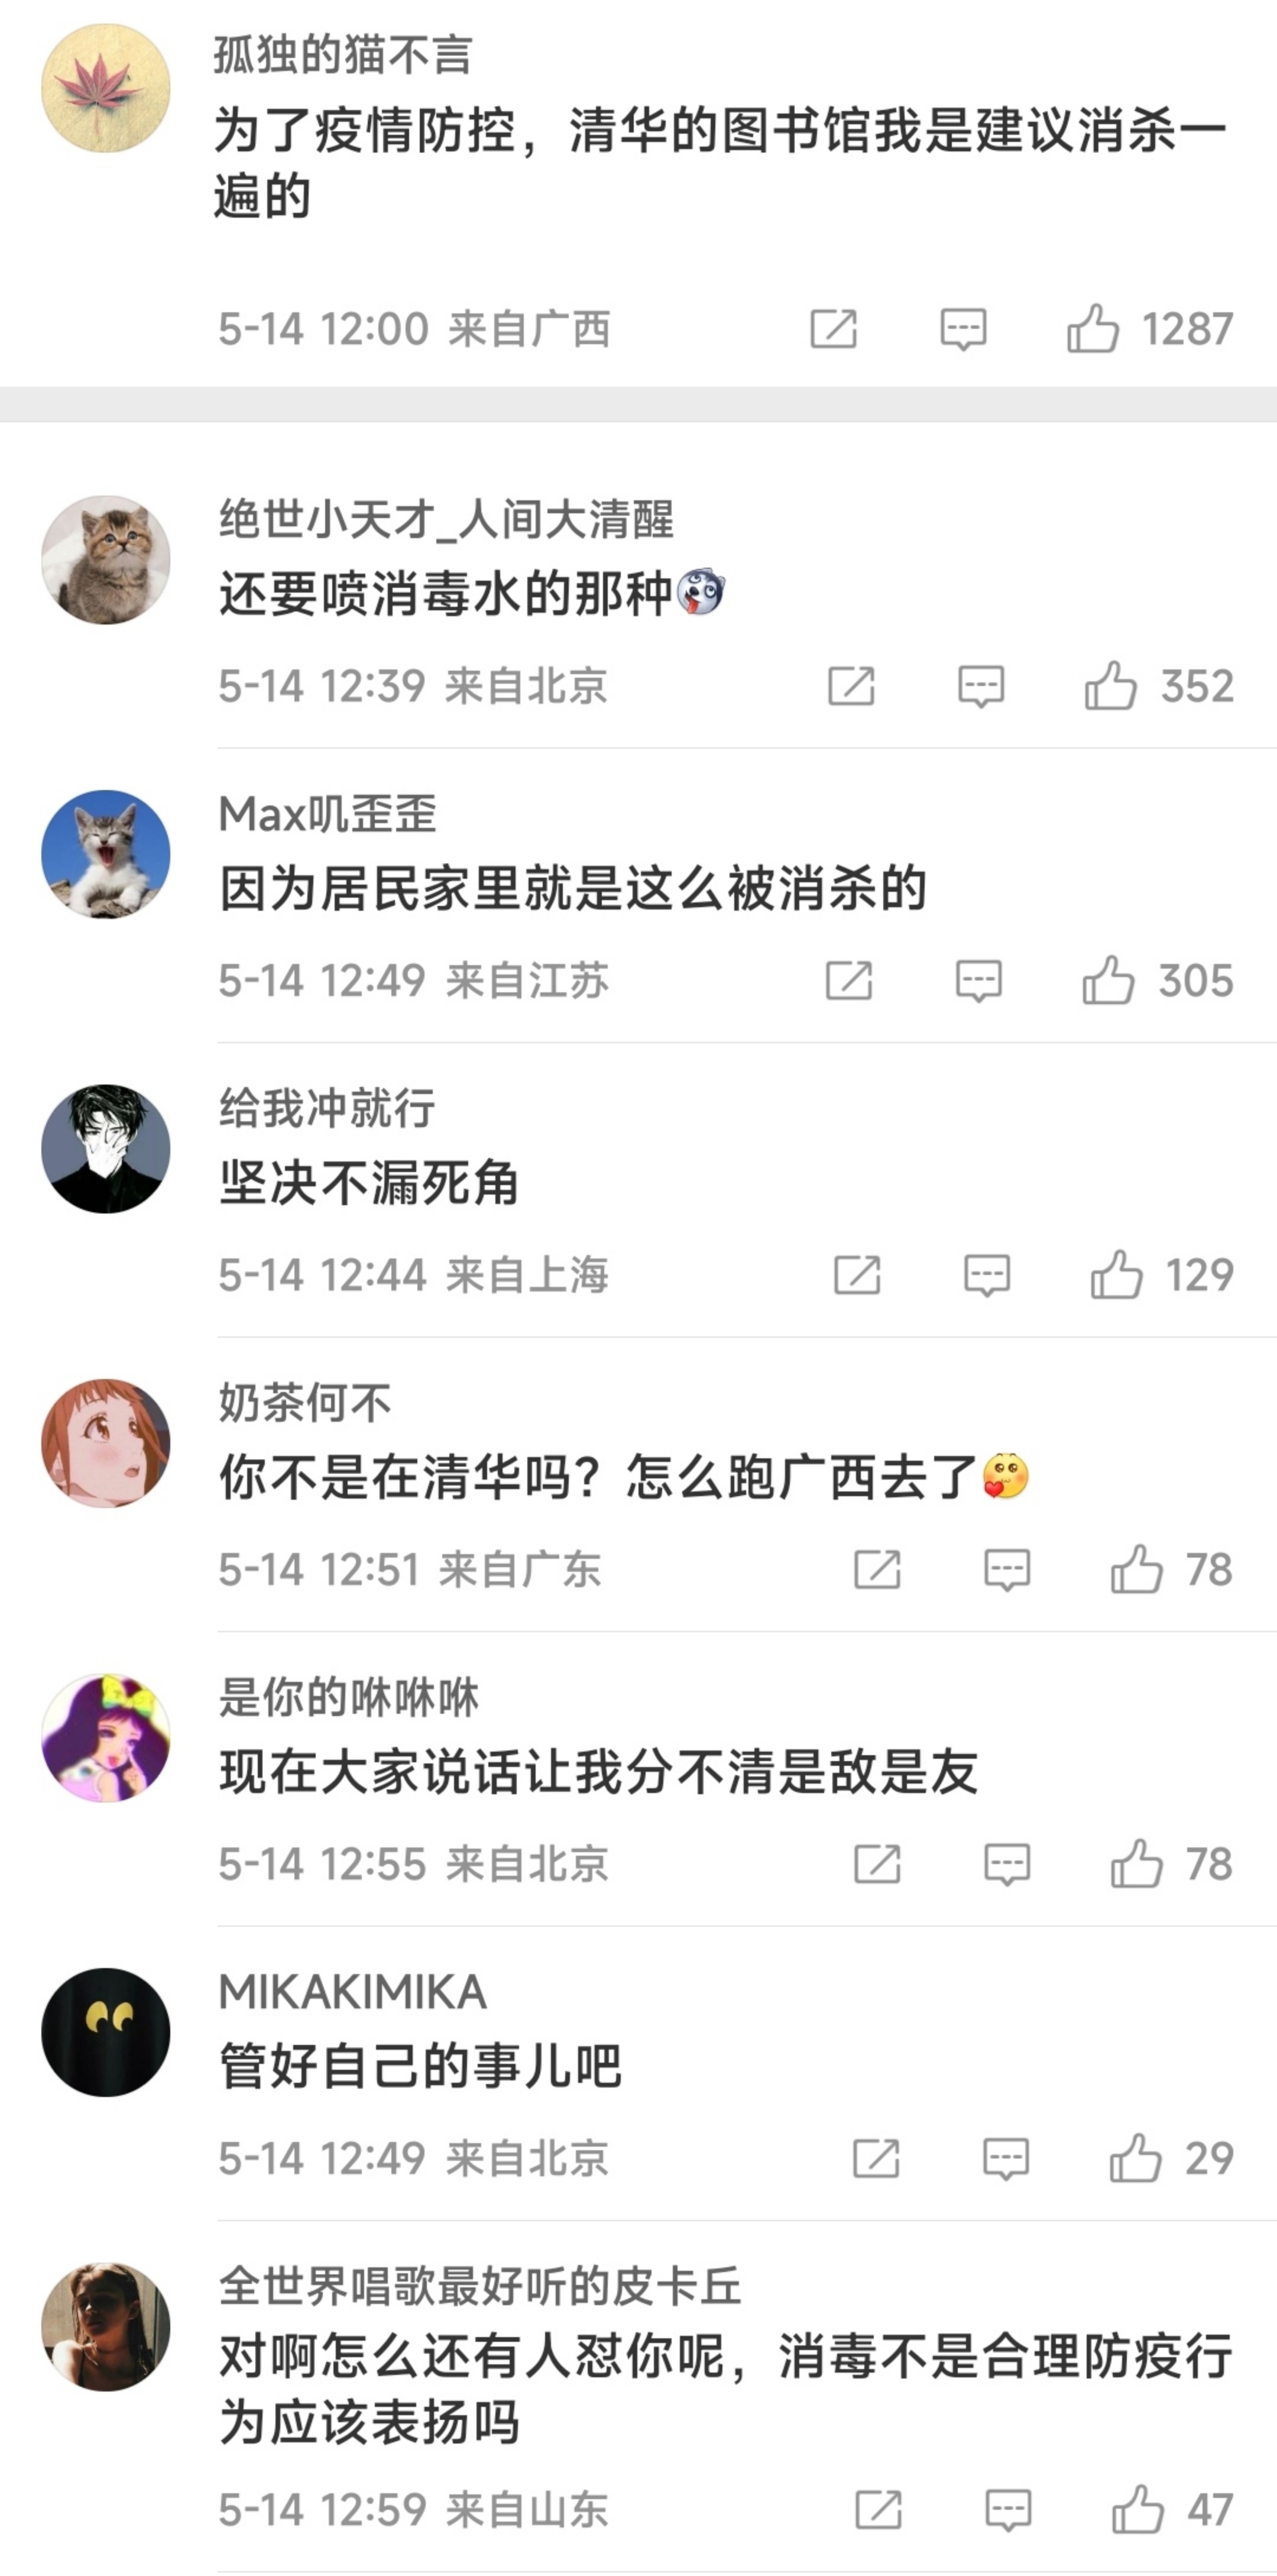 孤独的猫不言
为了疫情防控，清华的图书馆我是建议消杀一
遍的
5-14 12:00 来自广西 1287
绝世小天才_人间大清醒
还要喷消毒水的那种
5-14 12:39 来自北京 352
Max叽歪歪
因为居民家里就是这么被消杀的
5-14 12:49 来自江苏 305
给我冲就行
坚决不漏死角
5-14 12:44 来自上海 129
奶茶何不
你不是在清华吗？怎么跑广西去了
5-14 12:51 来自广东 78
是你的咻咻咻
现在大家说话让我分不清是敌是友
5-14 12:55 来自北京 78
MIKAKIMIKA
管好自己的事儿吧
5-14 12:49 来自北京 29
全世界唱歌最好听的皮卡丘
对啊怎么还有人怼你呢，消毒不是合理防疫行
为应该表扬吗
5-14 12:59 来自山东 47